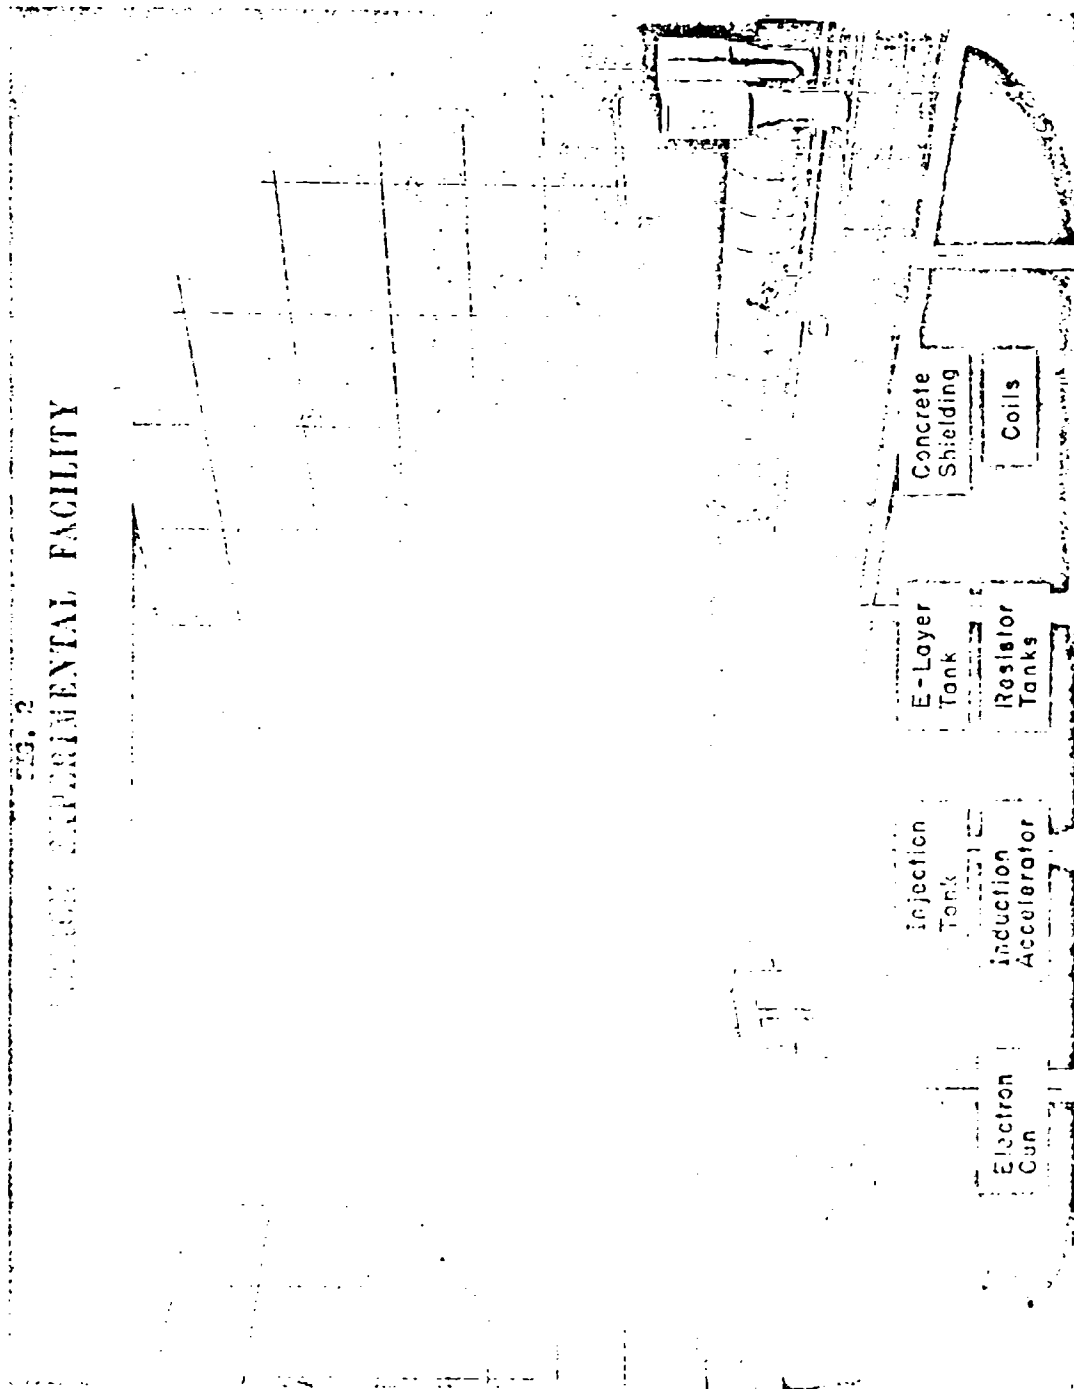 FIG. 2
EXPERIMENTAL FACILITY
Electron
Gun
Injection
Tank
Induction
Accelerator
E-Layer
Tank
Resistor
Tanks
Concrete
Shielding
Coils